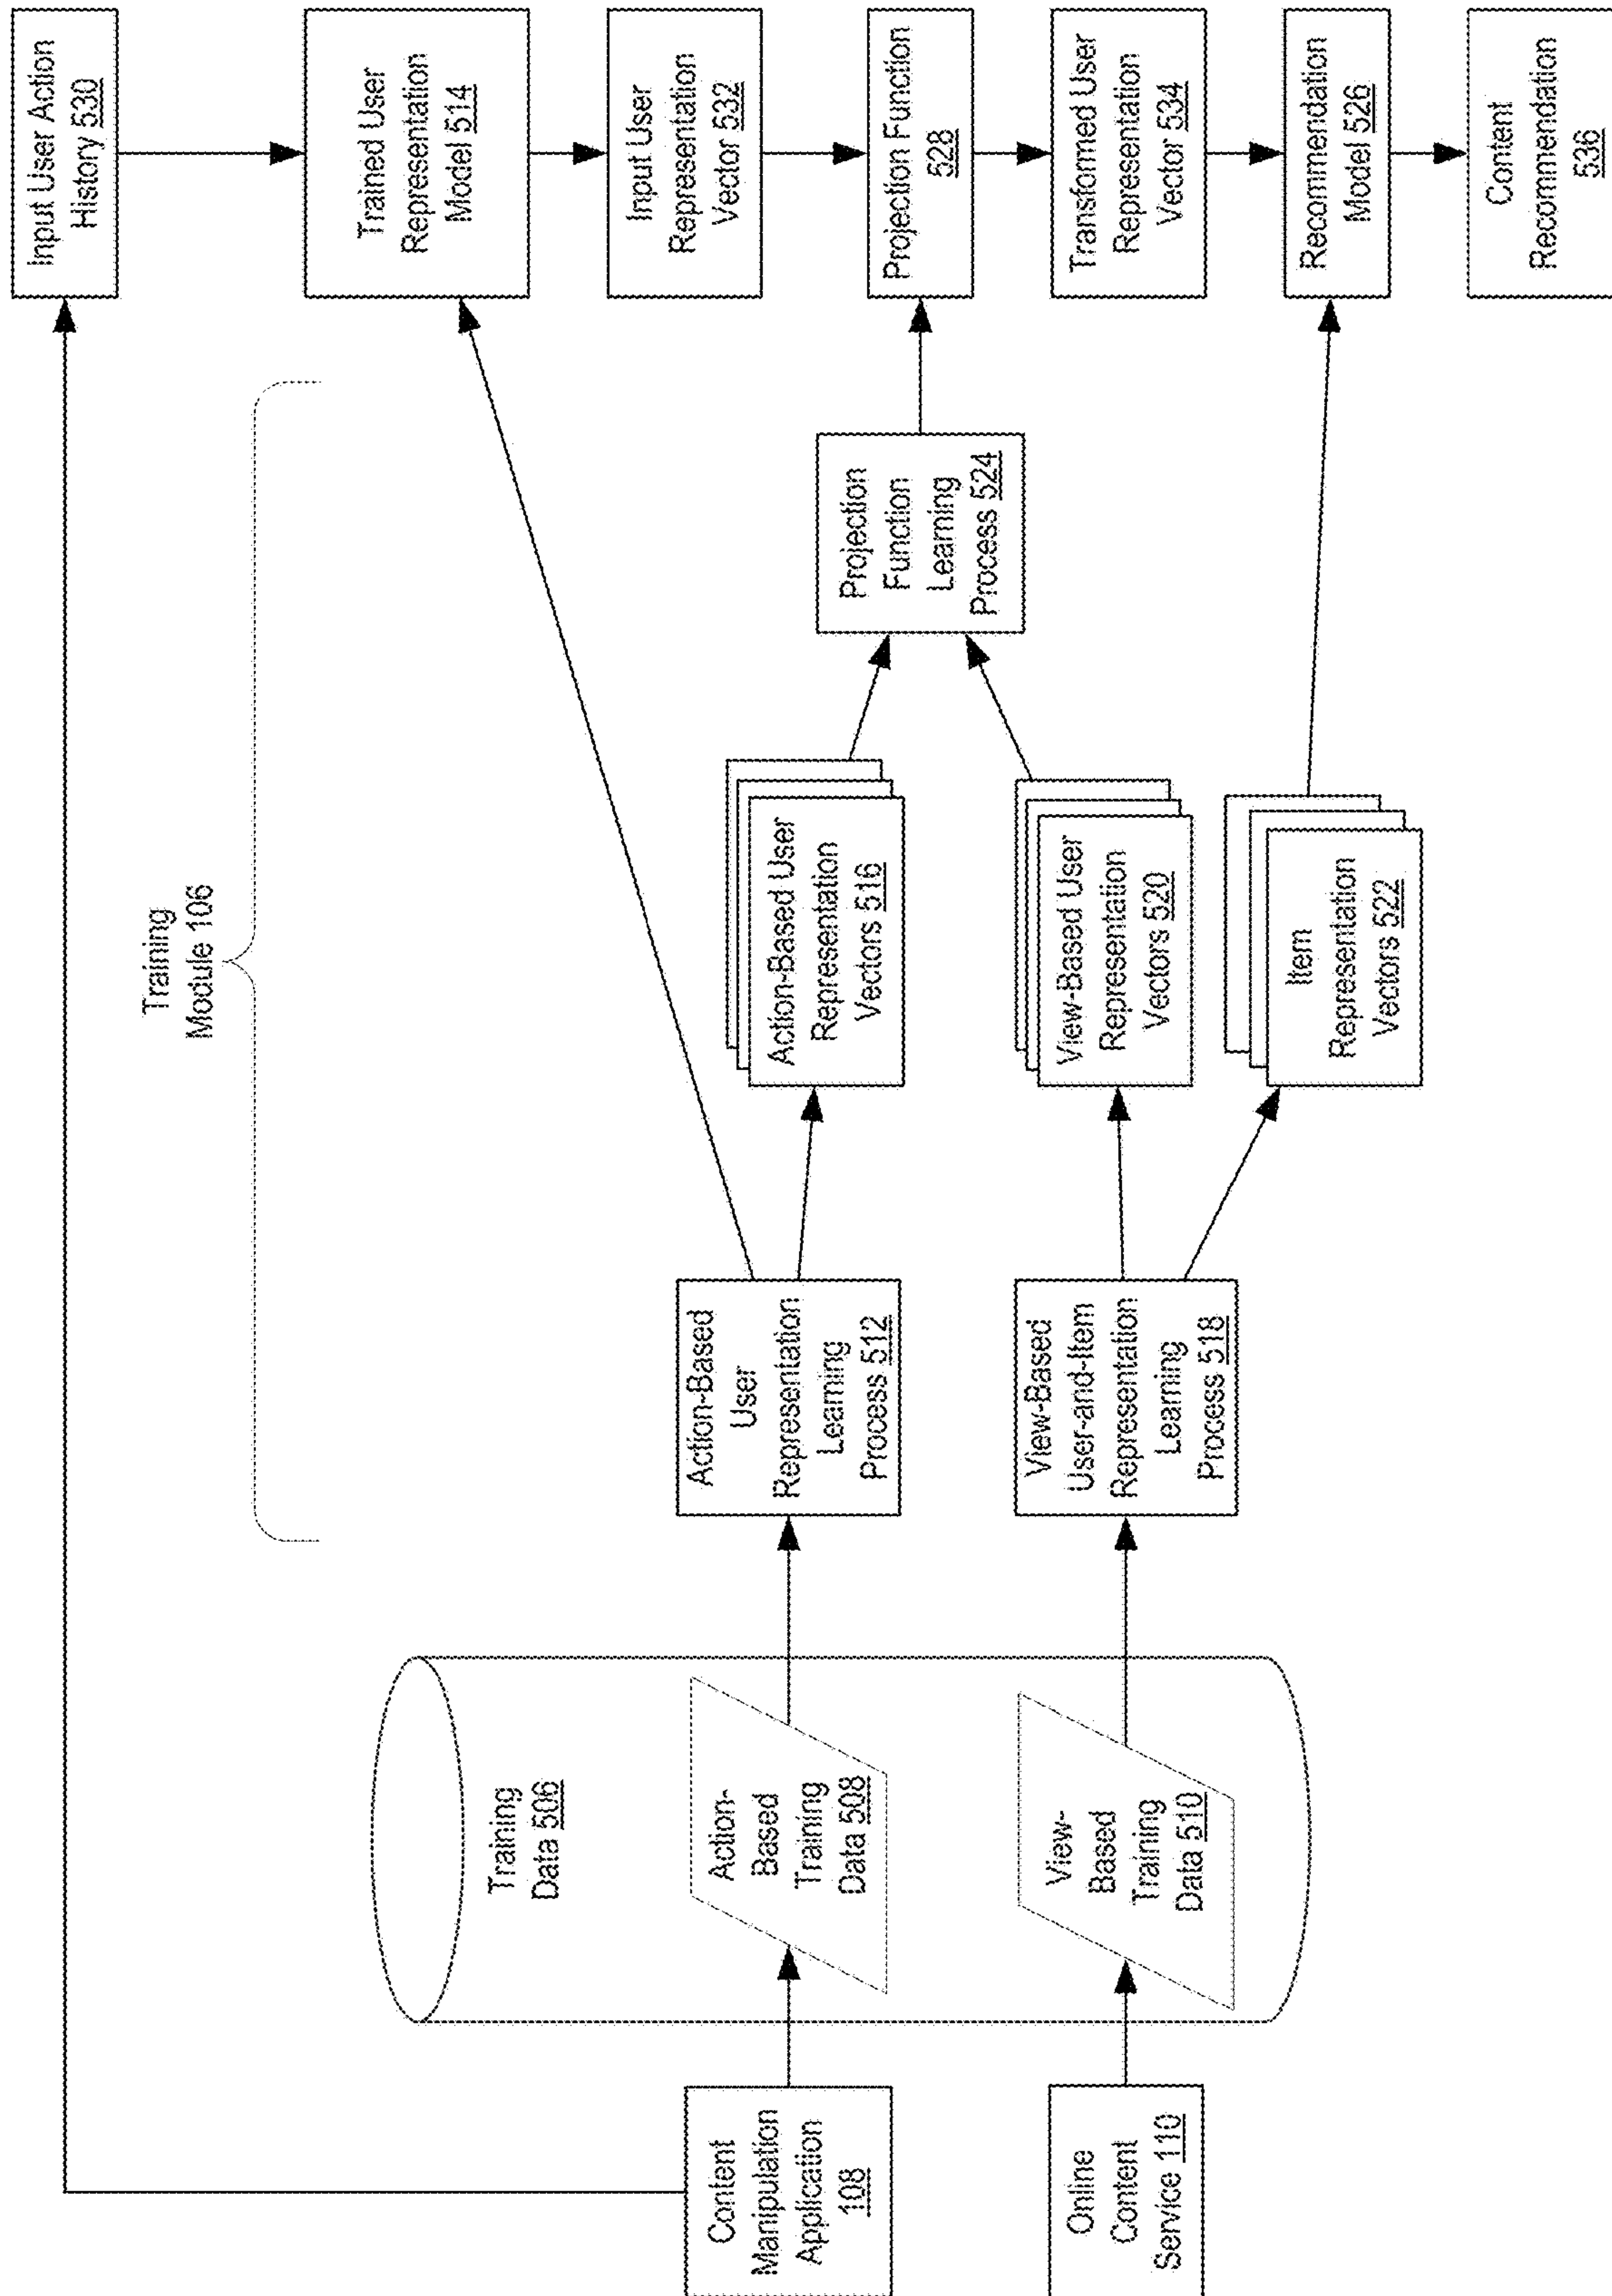 Content
Manipulation
Application
108
Online
Content
Service 110
Training
Data 506
Action-
Based
Training
Data 508
View-
Based
Training
Data 510
Training
Module 106
Action-Based
User
Representation
Learning
Process 512
View-Based
User-and-Item
Representation
Learning
Process 518
Action-Based User
Representation
Vectors 516
View-Based User
Representation
Vectors 520
Item
Representation
Vectors 522
Projection
Function
Learning
Process 524
Input User Action
History 530
Trained User
Representation
Model 514
Input User
Representation
Vector 532
Projection Function
528
Transformed User
Representation
Vector 534
Recommendation
Model 526
Content
Recommendation
536